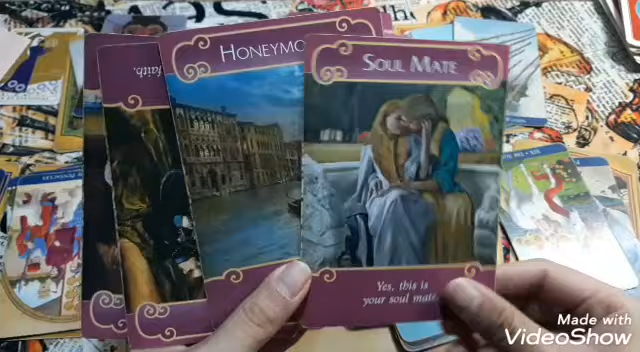 HONEYMO
SOUL MATE
faith.
Yes, this is
your soul mate.
Made with
VideoShow